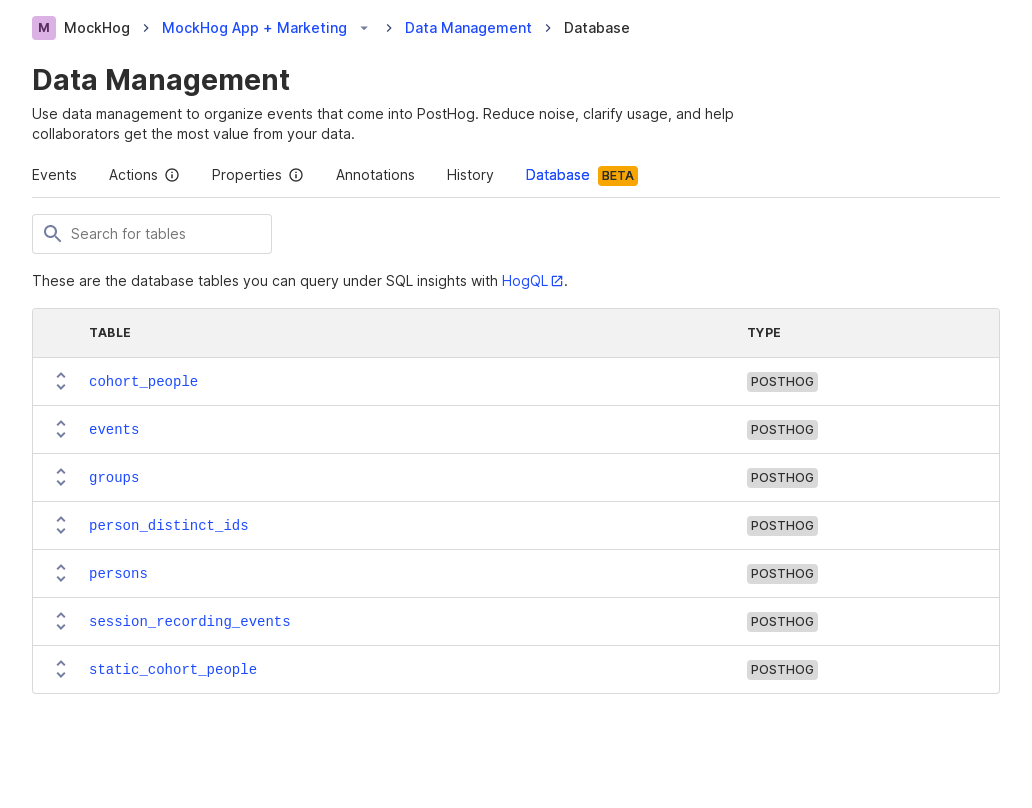 M MockHog MockHog App + Marketing Data Management Database
Data Management
Use data management to organize events that come into PostHog. Reduce noise, clarify usage, and help
collaborators get the most value from your data.
Events Actions Properties Annotations History Database BETA
Search for tables
These are the database tables you can query under SQL insights with HogQL.
TABLE TYPE
cohort_people POSTHOG
events POSTHOG
groups POSTHOG
person_distinct_ids POSTHOG
persons POSTHOG
session_recording_events POSTHOG
static_cohort_people POSTHOG